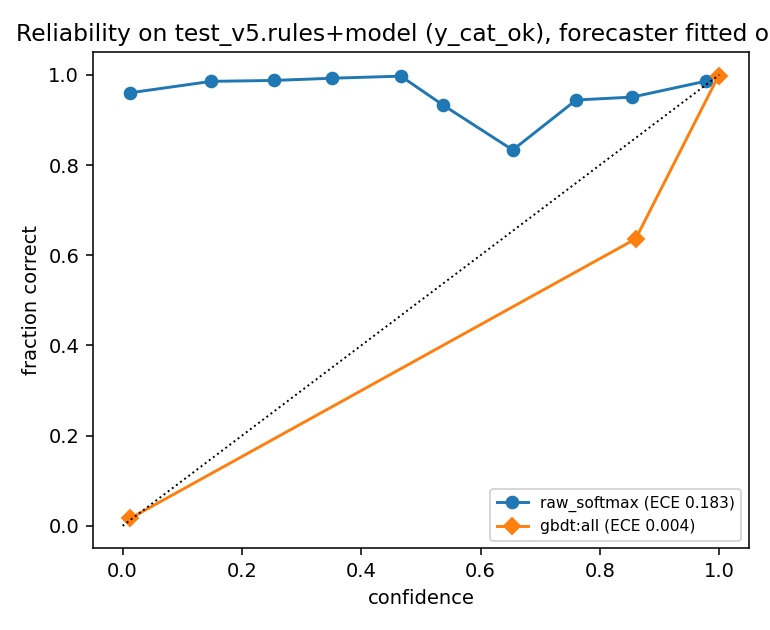 Reliability on test_v5.rules+model (y_cat_ok), forecaster fitted o
1.0
0.8
0.6
0.4
0.2
0.0
fraction correct
raw_softmax (ECE 0.183)
gbdt:all (ECE 0.004)
0.0 0.2 0.4 0.6 0.8 1.0
confidence